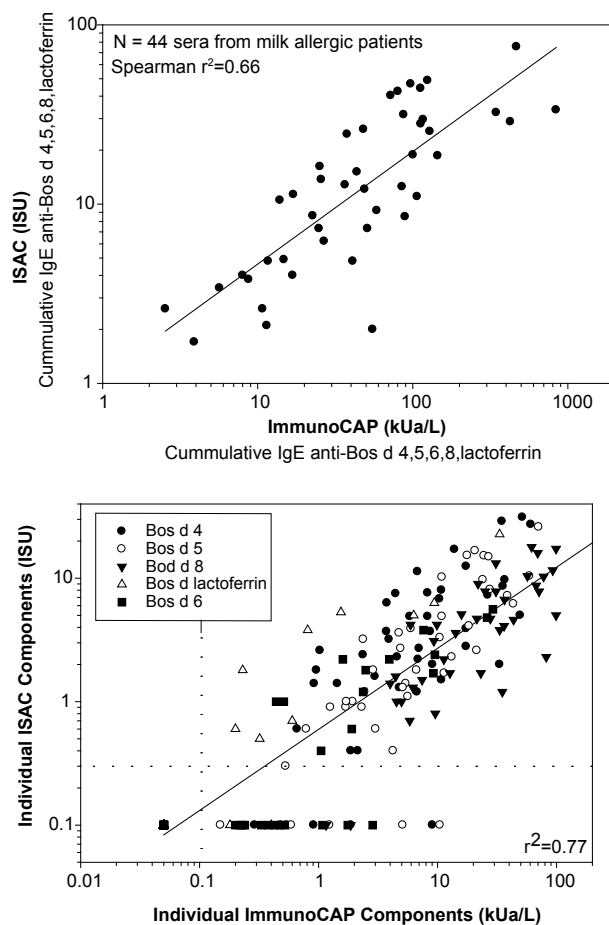 100
N = 44 sera from milk allergic patients
Spearman r²=0.66
10
1
ISAC (ISU)
Cummulative IgE anti-Bos d 4,5,6,8,lactoferrin
1 10 100 1000
ImmunoCAP (kUa/L)
Cummulative IgE anti-Bos d 4,5,6,8,lactoferrin
Bos d 4
Bos d 5
Bod d 8
Bos d lactoferrin
Bos d 6
10
1
0.1
Individual ISAC Components (ISU)
r²=0.77
0.01 0.1 1 10 100
Individual ImmunoCAP Components (kUa/L)